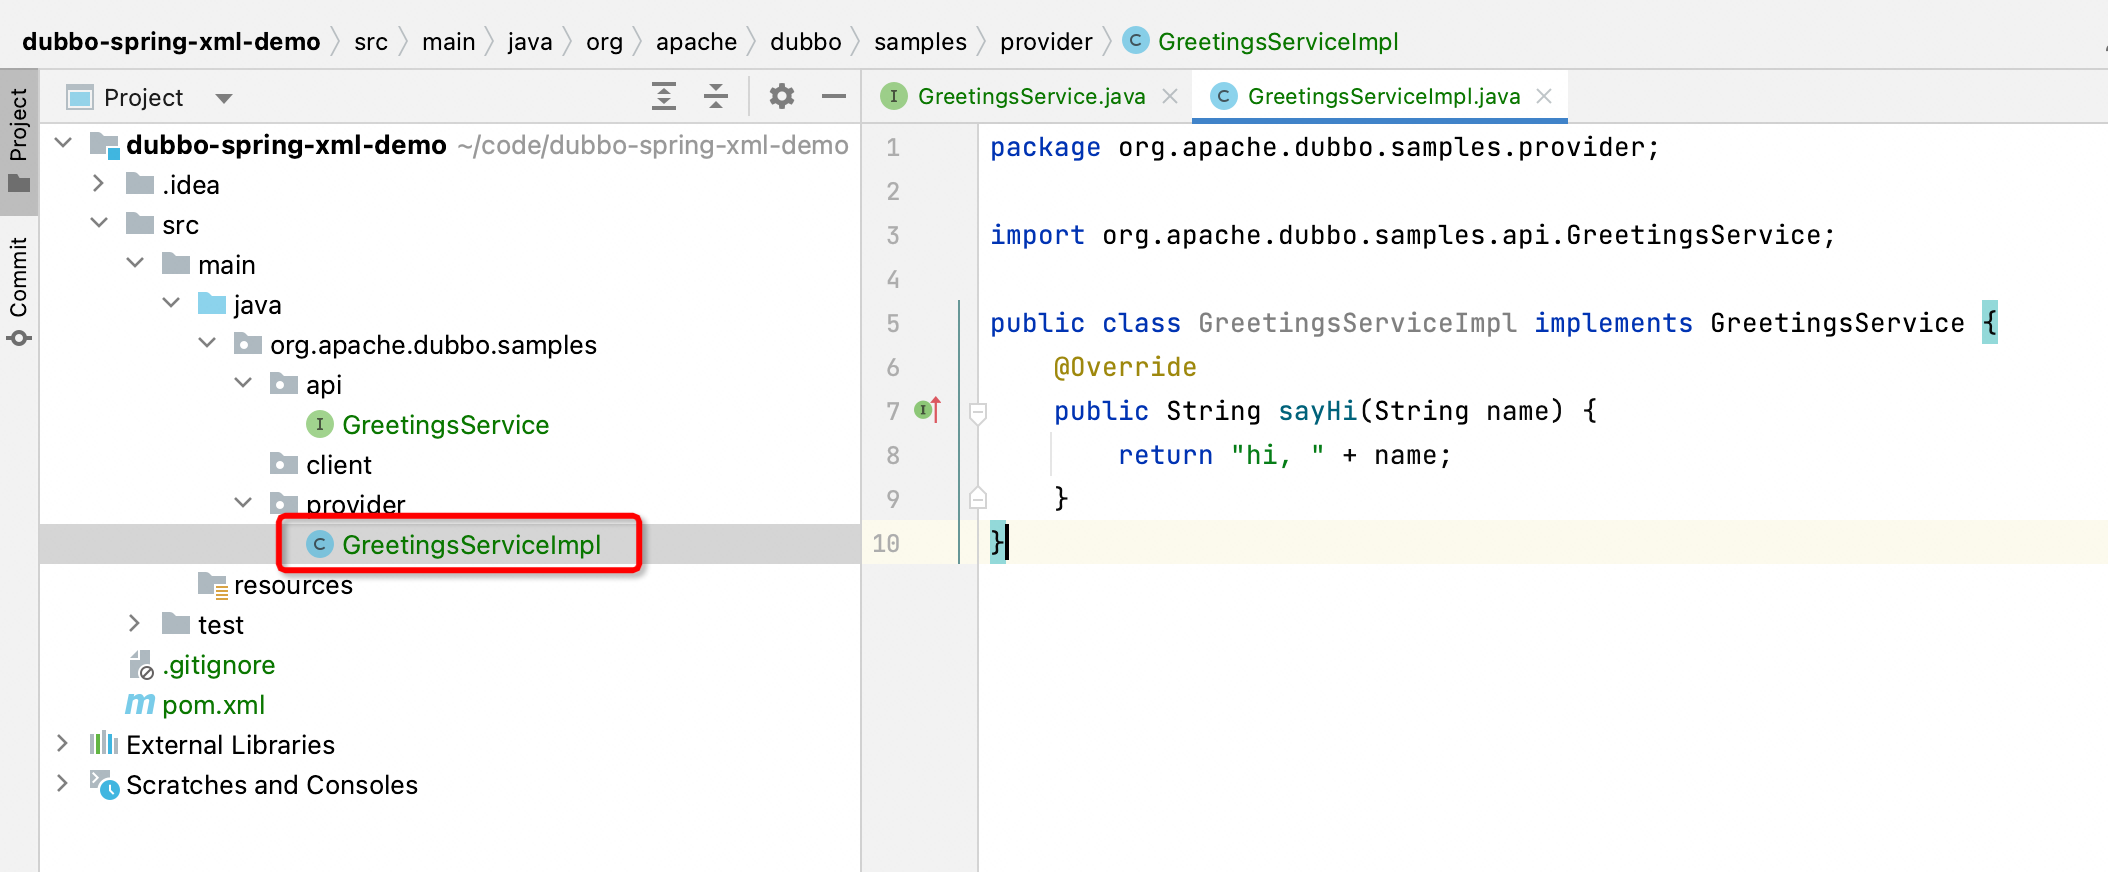 dubbo-spring-xml-demo src main java org apache dubbo samples provider C GreetingsServiceImpl
Project
Commit
Project
dubbo-spring-xml-demo ~/code/dubbo-spring-xml-demo
.idea
src
main
java
org.apache.dubbo.samples
api
I GreetingsService
client
provider
C GreetingsServiceImpl
resources
test
.gitignore
m pom.xml
External Libraries
Scratches and Consoles
I GreetingsService.java C GreetingsServiceImpl.java
1 package org.apache.dubbo.samples.provider;
2
3 import org.apache.dubbo.samples.api.GreetingsService;
4
5 public class GreetingsServiceImpl implements GreetingsService {
6 @Override
7 I public String sayHi(String name) {
8 return "hi, " + name;
9 }
10 }